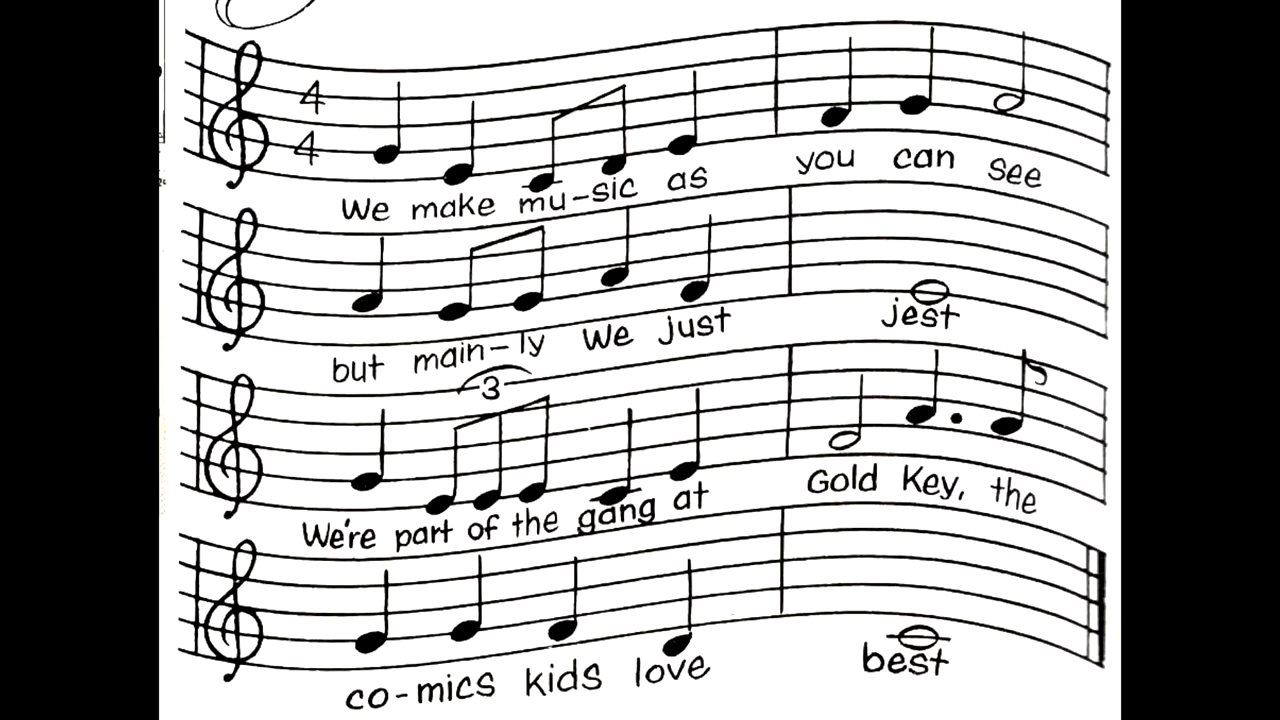 4
4
We make mu-sic as you can see
but main-ly we just jest
3
We're part of the gang at Gold Key, the
co-mics kids love best